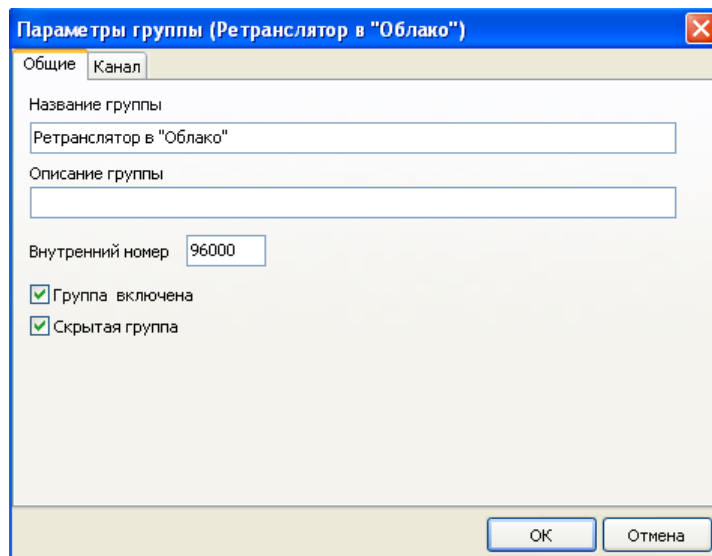 Параметры группы (Ретранслятор в "Облако")
Общие Канал
Название группы
Ретранслятор в "Облако"
Описание группы
Внутренний номер 96000
Группа включена
Скрытая группа
ОК Отмена